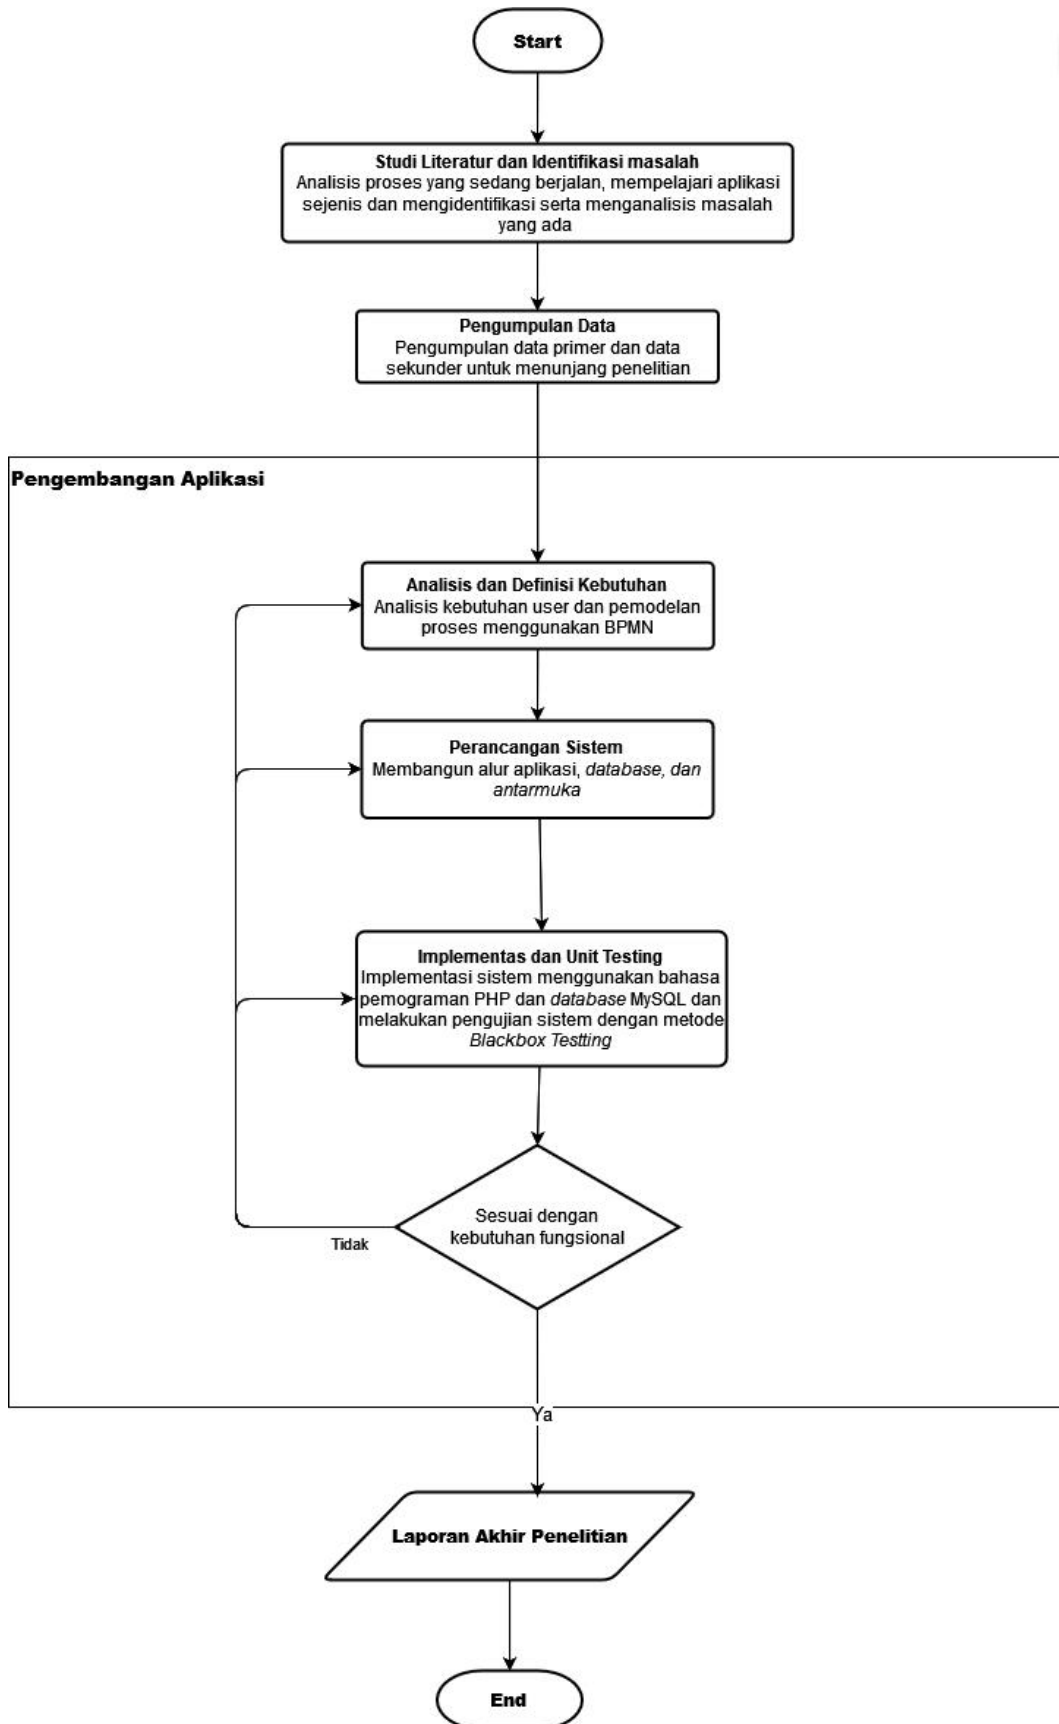 Start
Studi Literatur dan Identifikasi masalah
Analisis proses yang sedang berjalan, mempelajari aplikasi
sejenis dan mengidentifikasi serta menganalisis masalah
yang ada
Pengumpulan Data
Pengumpulan data primer dan data
sekunder untuk menunjang penelitian
Pengembangan Aplikasi
Analisis dan Definisi Kebutuhan
Analisis kebutuhan user dan pemodelan
proses menggunakan BPMN
Perancangan Sistem
Membangun alur aplikasi, database, dan
antarmuka
Implementas dan Unit Testing
Implementasi sistem menggunakan bahasa
pemograman PHP dan database MySQL dan
melakukan pengujian sistem dengan metode
Blackbox Testting
Sesuai dengan
kebutuhan fungsional
Tidak
Ya
Laporan Akhir Penelitian
End